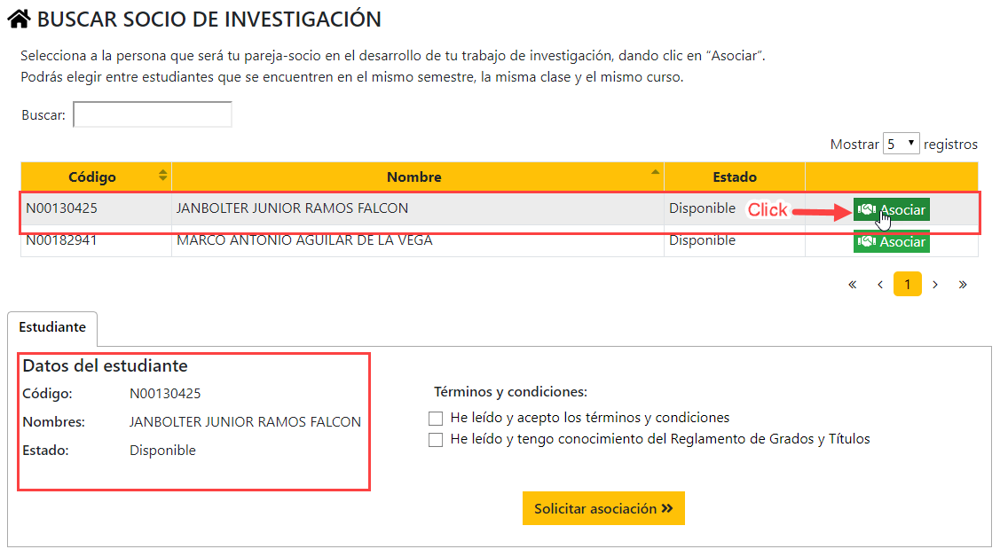 BUSCAR SOCIO DE INVESTIGACIÓN
Selecciona a la persona que será tu pareja-socio en el desarrollo de tu trabajo de investigación, dando clic en “Asociar”.
Podrás elegir entre estudiantes que se encuentren en el mismo semestre, la misma clase y el mismo curso.
Buscar:
Mostrar 5 registros
Código Nombre Estado
N00130425 JANBOLTER JUNIOR RAMOS FALCON Disponible Click Asociar
N00182941 MARCO ANTONIO AGUILAR DE LA VEGA Disponible Asociar
« ‹ 1 › »
Estudiante
Datos del estudiante
Código: N00130425
Nombres: JANBOLTER JUNIOR RAMOS FALCON
Estado: Disponible
Términos y condiciones:
He leído y acepto los términos y condiciones
He leído y tengo conocimiento del Reglamento de Grados y Títulos
Solicitar asociación »